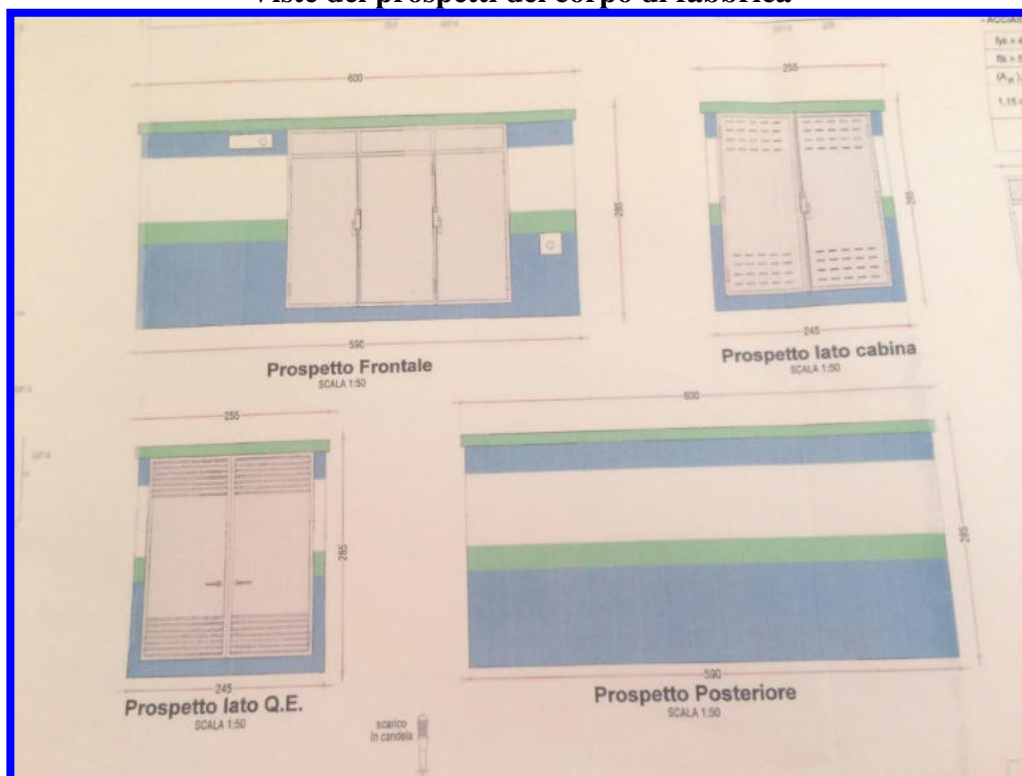 Viste dei prospetti del corpo di fabbrica
600
285
590
Prospetto Frontale
SCALA 1:50
255
285
245
Prospetto lato cabina
SCALA 1:50
255
285
245
Prospetto lato Q.E.
SCALA 1:50
600
285
590
Prospetto Posteriore
SCALA 1:50
scarico
in candela